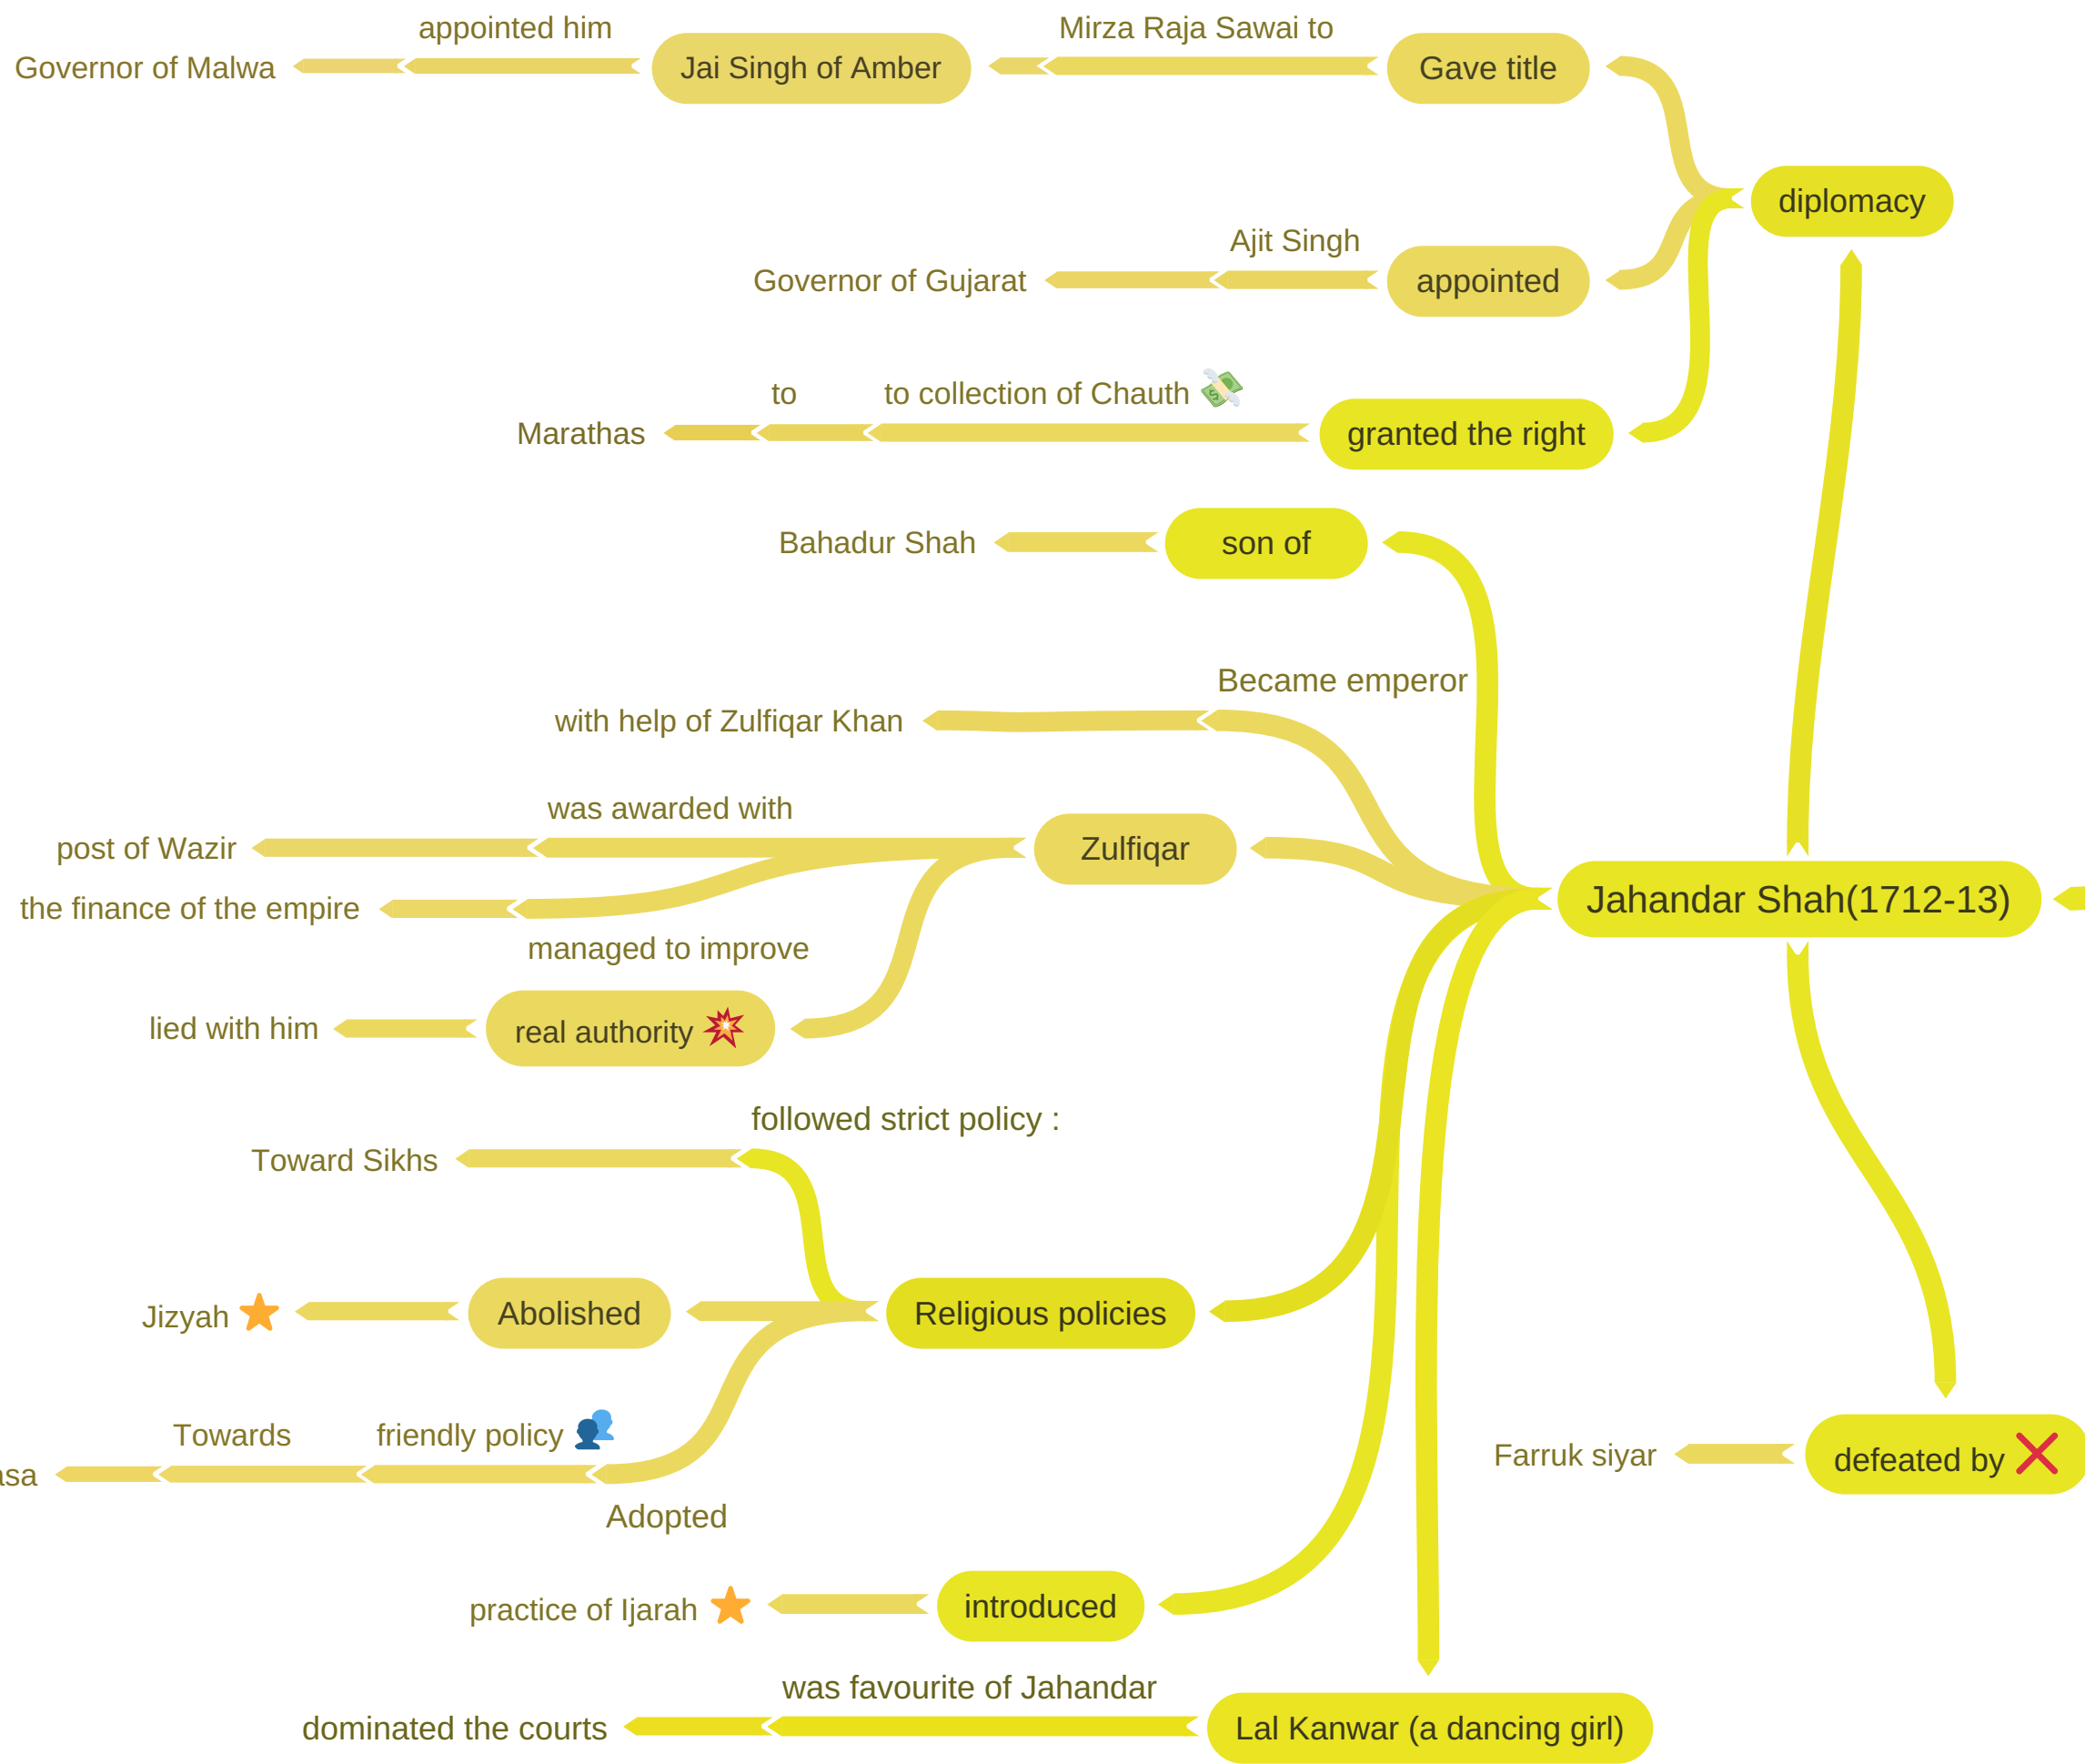 appointed him
Mirza Raja Sawai to
Governor of Malwa
Jai Singh of Amber
Gave title
diplomacy
Ajit Singh
Governor of Gujarat
appointed
to
to collection of Chauth
Marathas
granted the right
Bahadur Shah
son of
Became emperor
with help of Zulfiqar Khan
was awarded with
post of Wazir
Zulfiqar
Jahandar Shah(1712-13)
the finance of the empire
managed to improve
lied with him
real authority
followed strict policy :
Toward Sikhs
Jizyah
Abolished
Religious policies
Towards
friendly policy
Adopted
Farruk siyar
defeated by
practice of Ijarah
introduced
was favourite of Jahandar
dominated the courts
Lal Kanwar (a dancing girl)